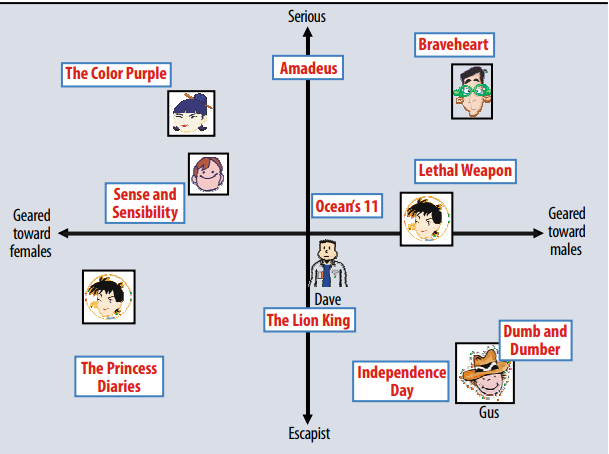 Serious
Braveheart
The Color Purple
Amadeus
Lethal Weapon
Sense and
Sensibility
Ocean's 11
Geared
toward
females
Geared
toward
males
Dave
The Lion King
Dumb and
Dumber
The Princess
Diaries
Independence
Day
Gus
Escapist